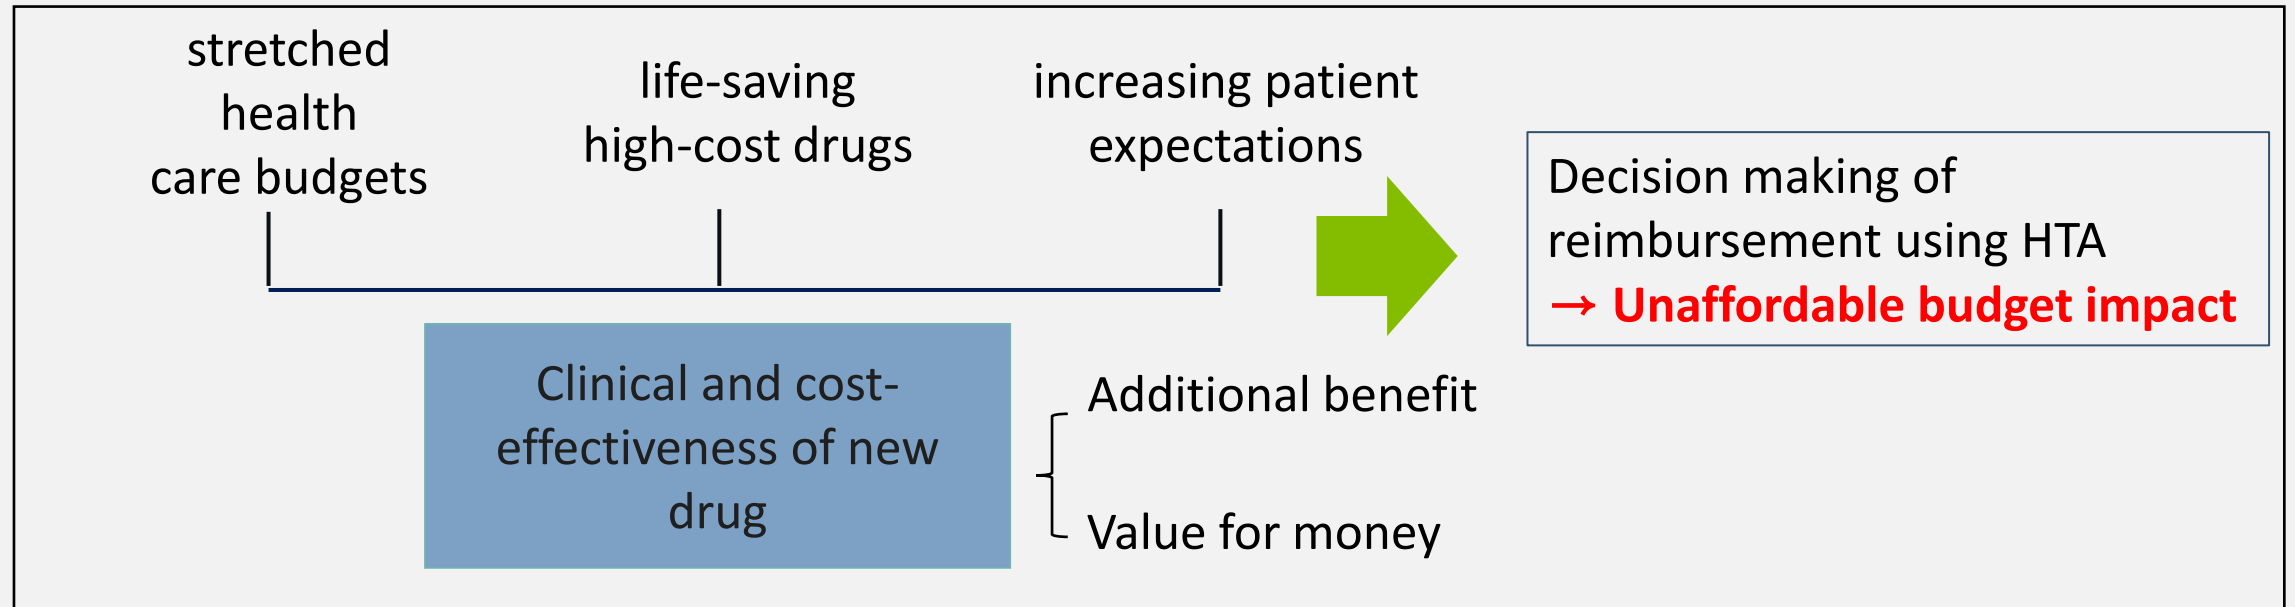 stretched
health
care budgets
life-saving
high-cost drugs
increasing patient
expectations
Decision making of
reimbursement using HTA
→ Unaffordable budget impact
Clinical and cost-
effectiveness of new
drug
Additional benefit
Value for money